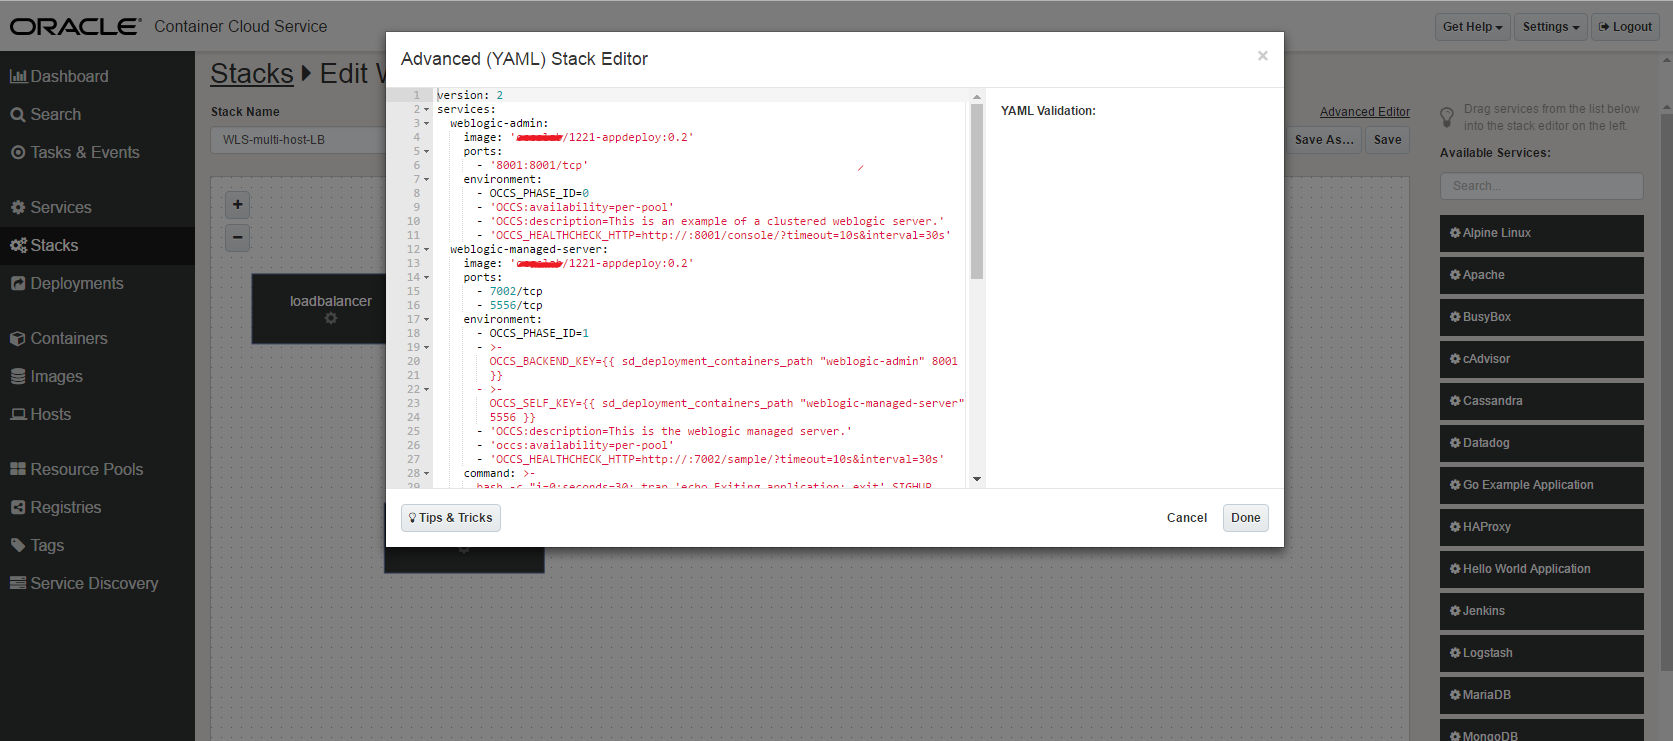 ORACLE® Container Cloud Service
Get Help
Settings
Logout
Dashboard
Search
Tasks & Events
Services
Stacks
Deployments
Containers
Images
Hosts
Resource Pools
Registries
Tags
Service Discovery
Stacks Edit
Stack Name
WLS-multi-host-LB
loadbalancer
Advanced (YAML) Stack Editor
×
1 version: 2
2 services:
3 weblogic-admin:
4 image: ' /1221-appdeploy:0.2'
5 ports:
6 - '8001:8001/tcp'
7 environment:
8 - OCCS_PHASE_ID=0
9 - 'OCCS:availability=per-pool'
10 - 'OCCS:description=This is an example of a clustered weblogic server.'
11 - 'OCCS_HEALTHCHECK_HTTP=http://:8001/console/?timeout=10s&interval=30s'
12 weblogic-managed-server:
13 image: ' /1221-appdeploy:0.2'
14 ports:
15 - 7002/tcp
16 - 5556/tcp
17 environment:
18 - OCCS_PHASE_ID=1
19 - >-
20 OCCS_BACKEND_KEY={{ sd_deployment_containers_path "weblogic-admin" 8001
21 }}
22 - >-
23 OCCS_SELF_KEY={{ sd_deployment_containers_path "weblogic-managed-server"
24 5556 }}
25 - 'OCCS:description=This is the weblogic managed server.'
26 - 'occs:availability=per-pool'
27 - 'OCCS_HEALTHCHECK_HTTP=http://:7002/sample/?timeout=10s&interval=30s'
28 command: >-
29 bash -c "i=0;seconds=30; trap 'echo Exiting application; exit' SIGHUP
YAML Validation:
Tips & Tricks
Cancel
Done
Advanced Editor
Save As...
Save
Drag services from the list below
into the stack editor on the left.
Available Services:
Search...
Alpine Linux
Apache
BusyBox
cAdvisor
Cassandra
Datadog
Go Example Application
HAProxy
Hello World Application
Jenkins
Logstash
MariaDB
MongoDB